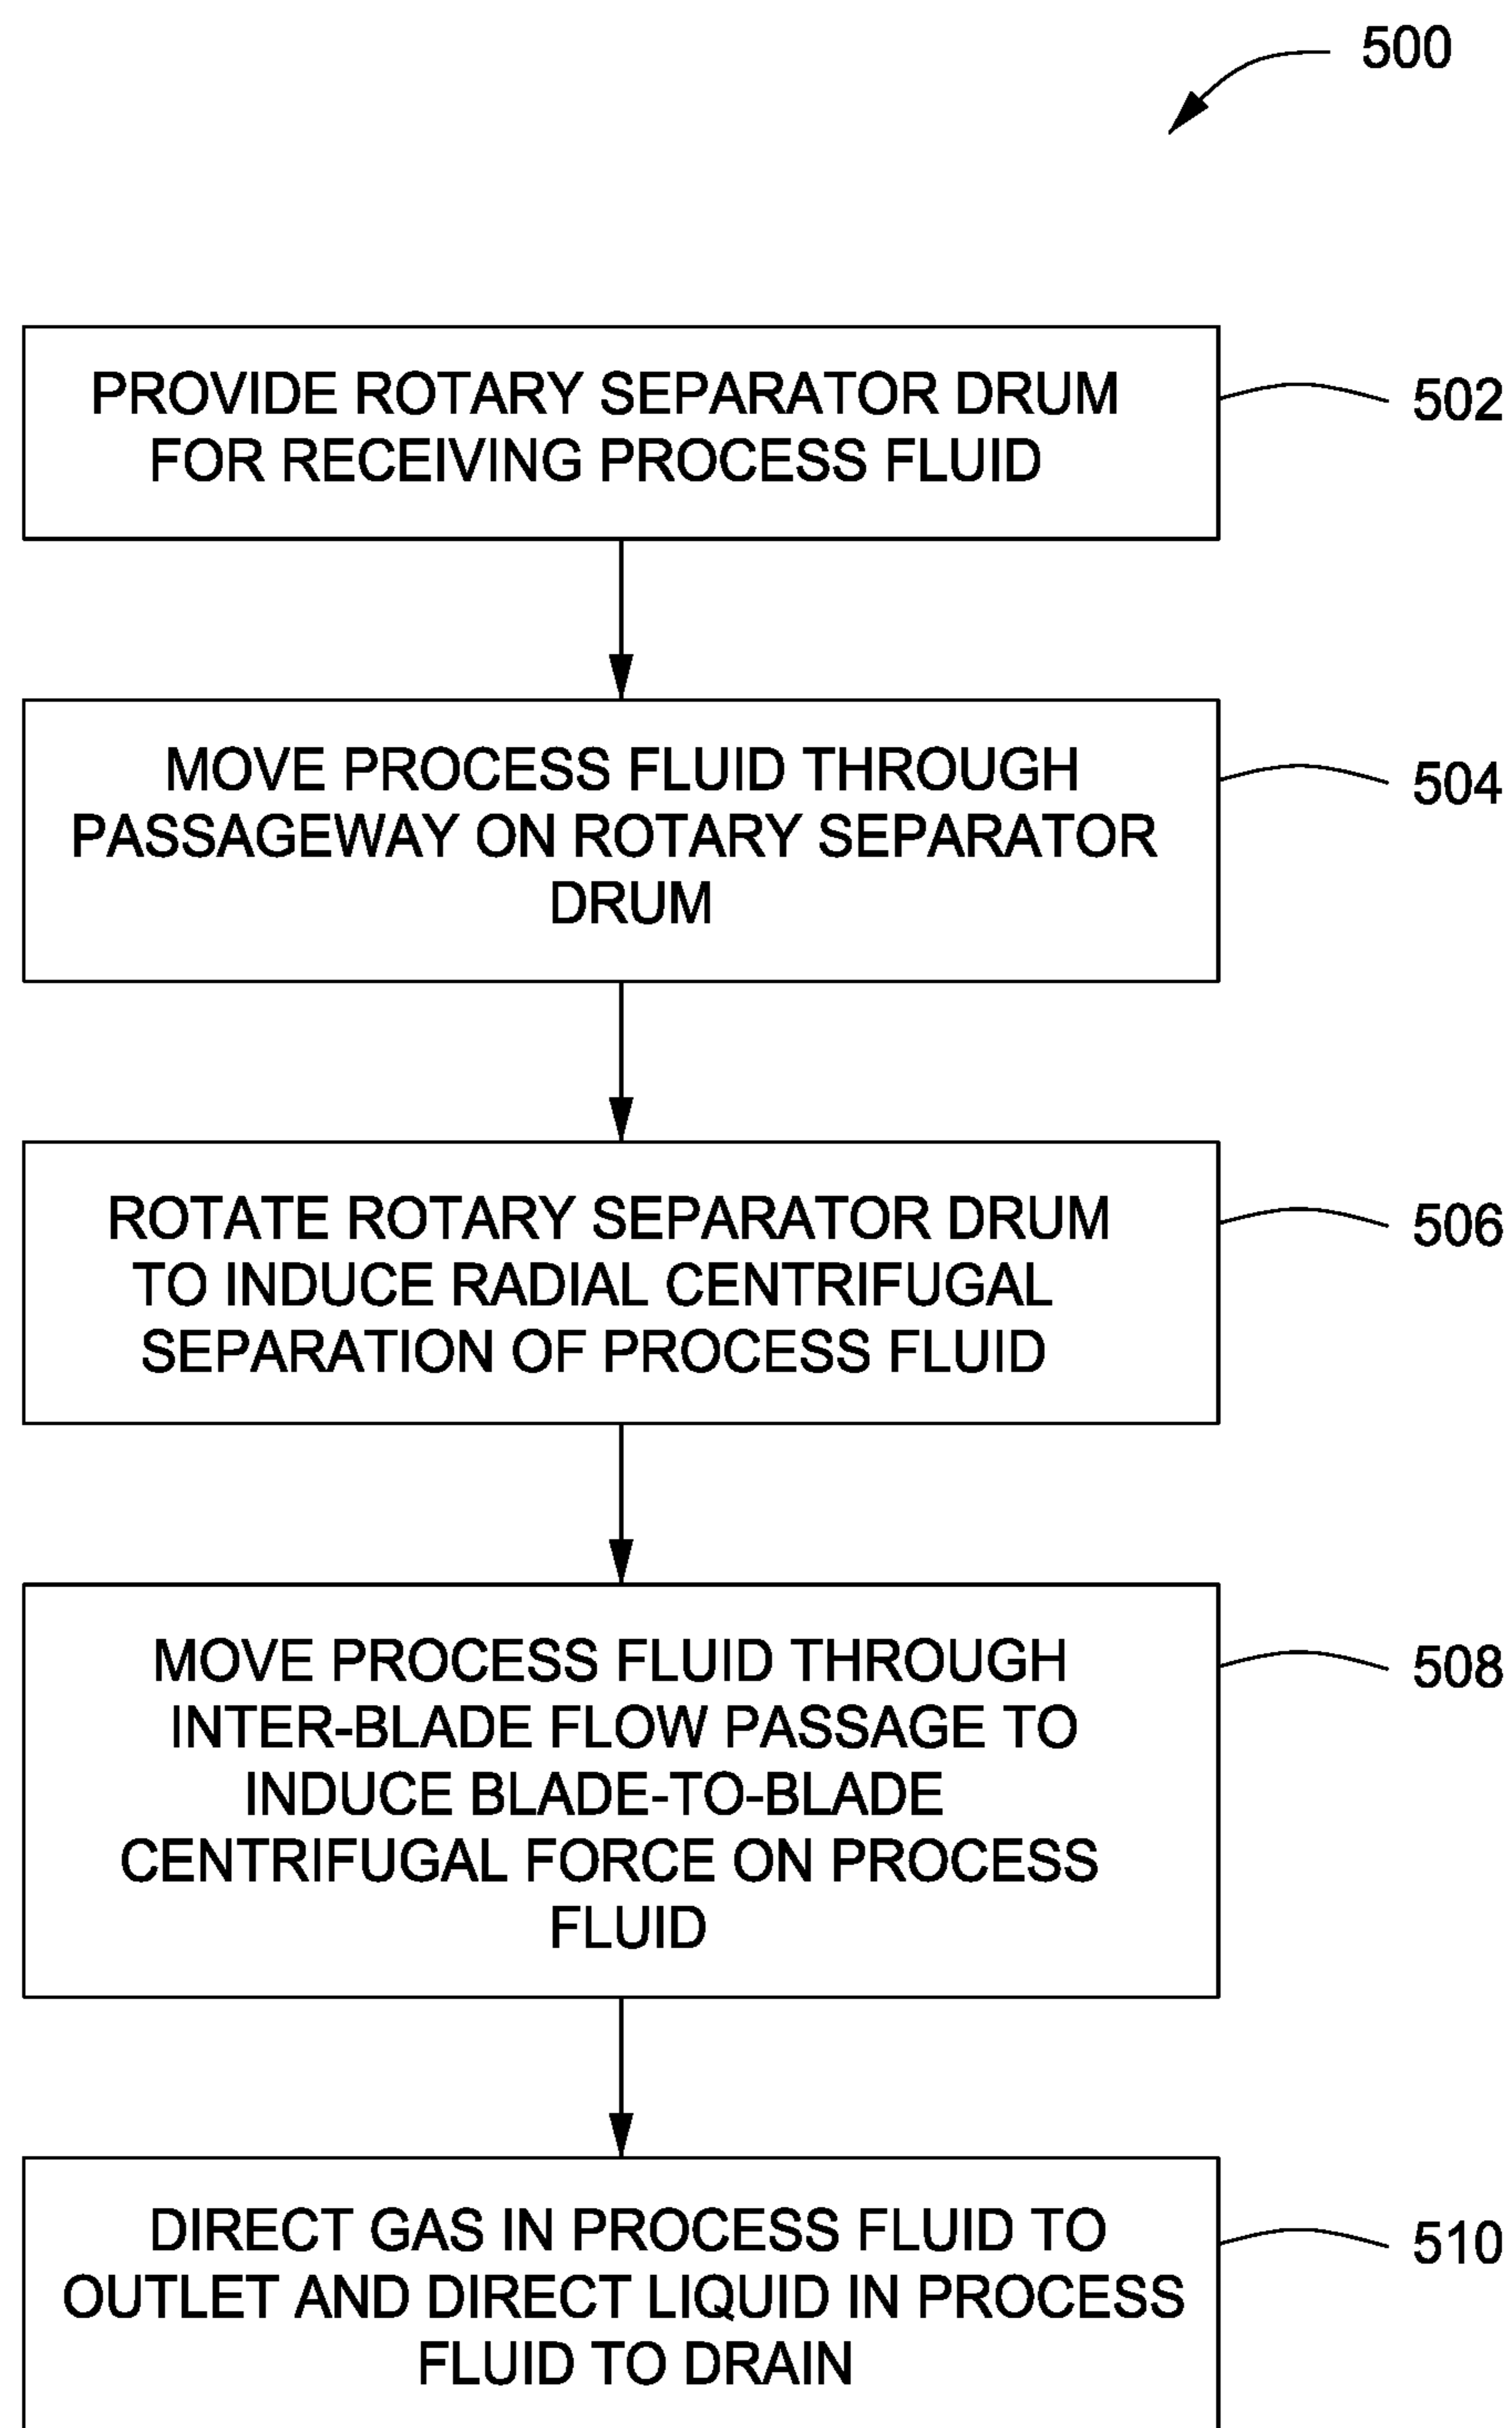 500
PROVIDE ROTARY SEPARATOR DRUM
FOR RECEIVING PROCESS FLUID
502
MOVE PROCESS FLUID THROUGH
PASSAGEWAY ON ROTARY SEPARATOR
DRUM
504
ROTATE ROTARY SEPARATOR DRUM
TO INDUCE RADIAL CENTRIFUGAL
SEPARATION OF PROCESS FLUID
506
MOVE PROCESS FLUID THROUGH
INTER-BLADE FLOW PASSAGE TO
INDUCE BLADE-TO-BLADE
CENTRIFUGAL FORCE ON PROCESS
FLUID
508
DIRECT GAS IN PROCESS FLUID TO
OUTLET AND DIRECT LIQUID IN PROCESS
FLUID TO DRAIN
510